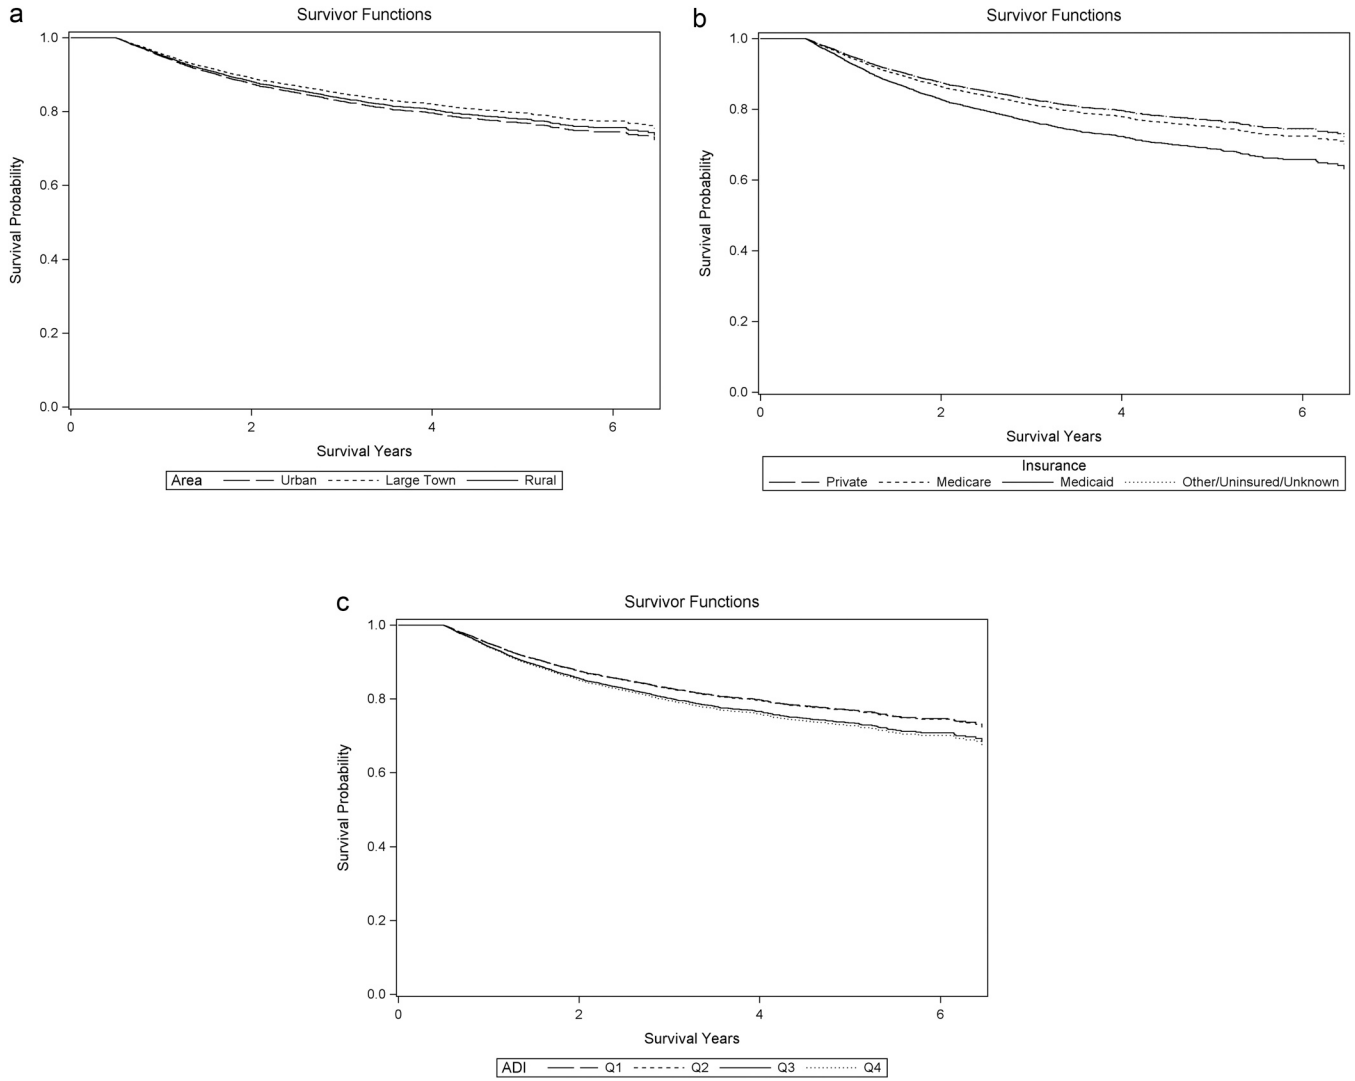 a
Survivor Functions
1.0
0.8
0.6
0.4
0.2
0.0
Survival Probability
0 2 4 6
Survival Years
Area Urban Large Town Rural
b
Survivor Functions
1.0
0.8
0.6
0.4
0.2
0.0
Survival Probability
0 2 4 6
Survival Years
Insurance
Private Medicare Medicaid Other/Uninsured/Unknown
c
Survivor Functions
1.0
0.8
0.6
0.4
0.2
0.0
Survival Probability
0 2 4 6
Survival Years
ADI Q1 Q2 Q3 Q4